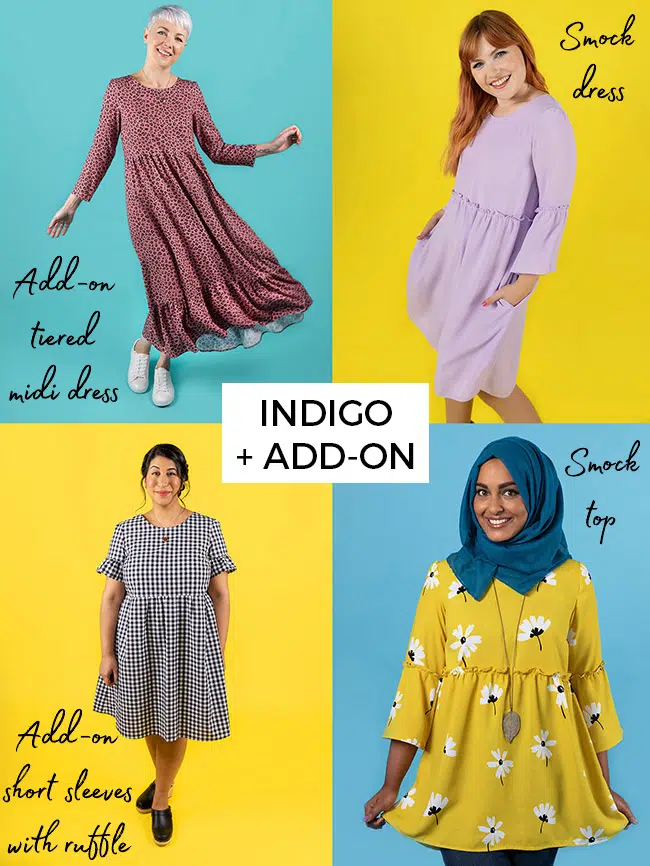 Smock
dress
Add-on
tiered
midi dress
INDIGO
+ ADD-ON
Smock
top
Add-on
short sleeves
with ruffle